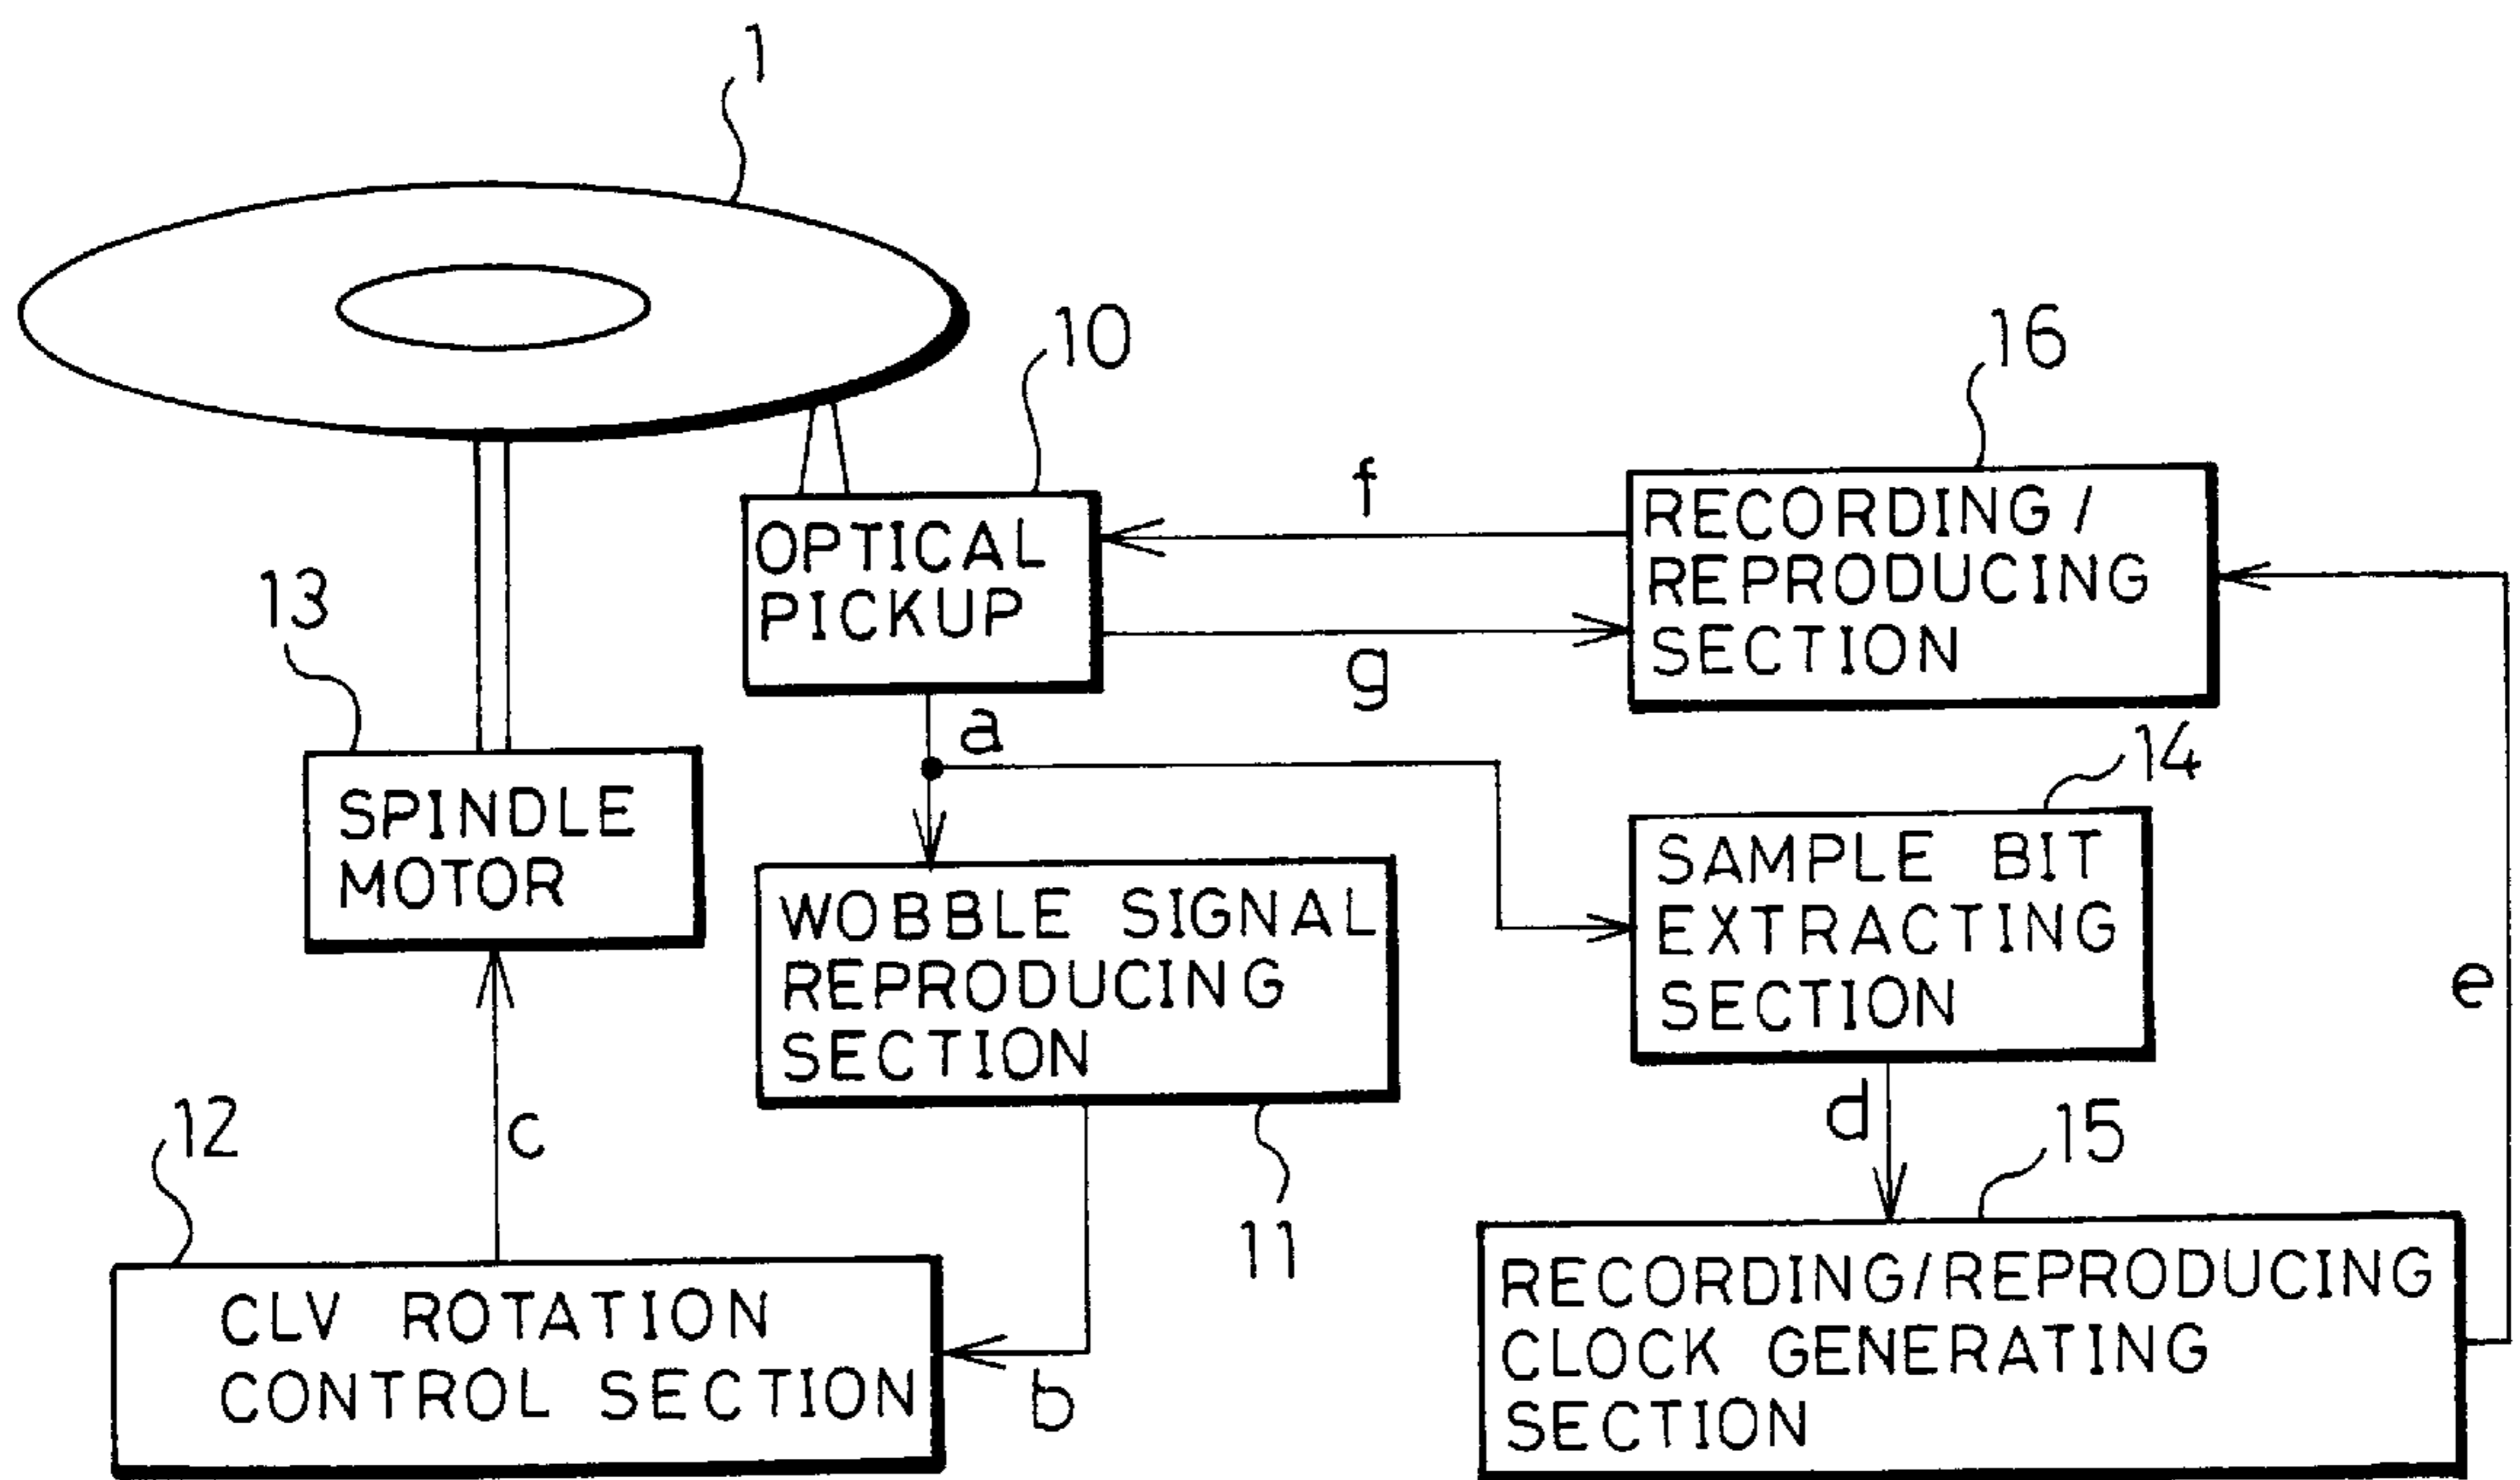 1
10
16
f
OPTICAL
PICKUP
RECORDING/
REPRODUCING
SECTION
g
13
a
14
SPINDLE
MOTOR
SAMPLE BIT
EXTRACTING
SECTION
WOBBLE SIGNAL
REPRODUCING
SECTION
e
12
c
d
15
11
CLV ROTATION
CONTROL SECTION
b
RECORDING/REPRODUCING
CLOCK GENERATING
SECTION